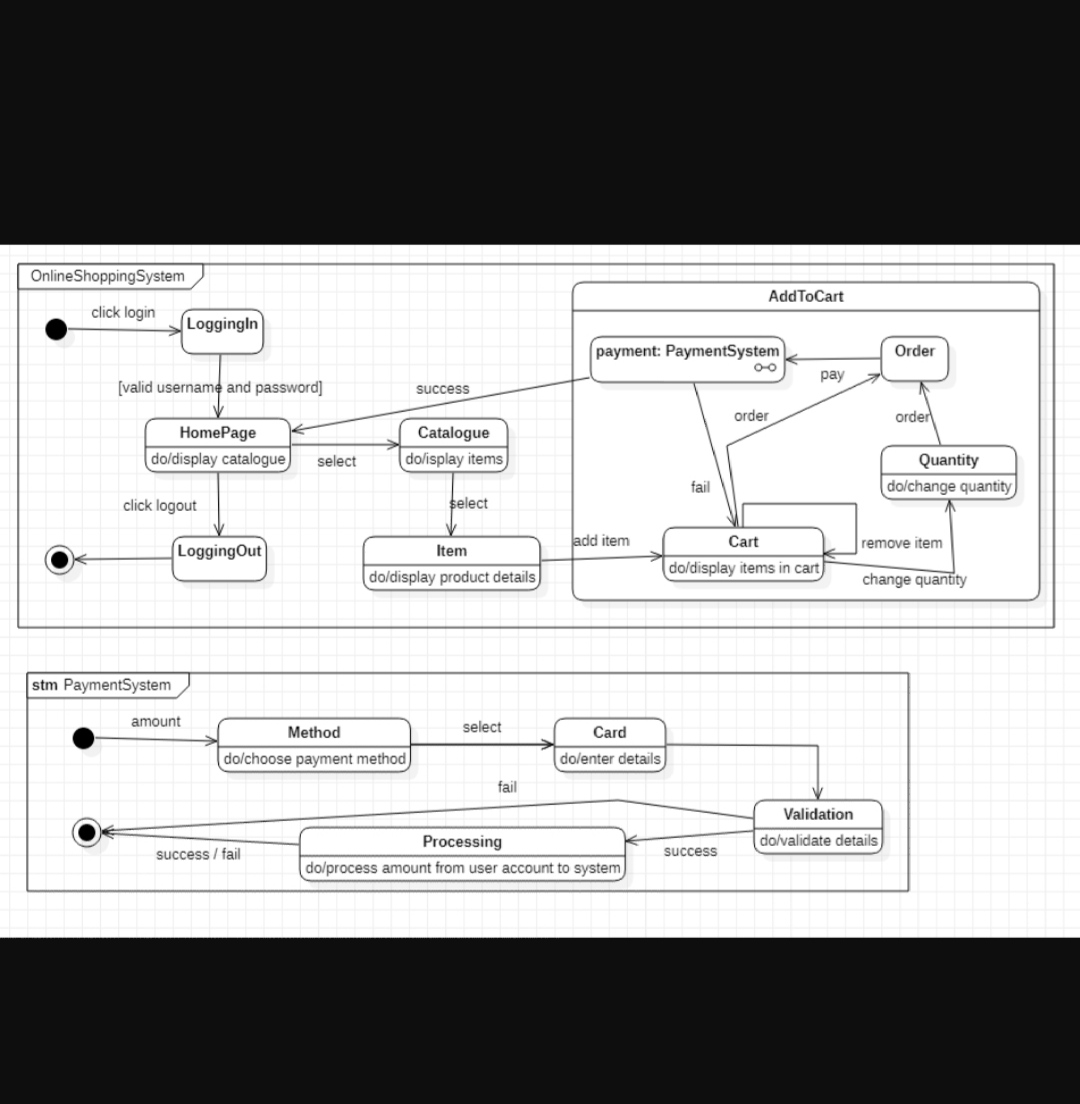 OnlineShoppingSystem
click login
LoggingIn
[valid username and password]
HomePage
do/display catalogue
click logout
LoggingOut
success
select
Catalogue
do/isplay items
select
Item
do/display product details
add item
AddToCart
payment: PaymentSystem
pay
Order
order
order
Quantity
do/change quantity
fail
Cart
do/display items in cart
remove item
change quantity
stm PaymentSystem
amount
Method
do/choose payment method
select
Card
do/enter details
fail
Validation
do/validate details
success
Processing
do/process amount from user account to system
success / fail